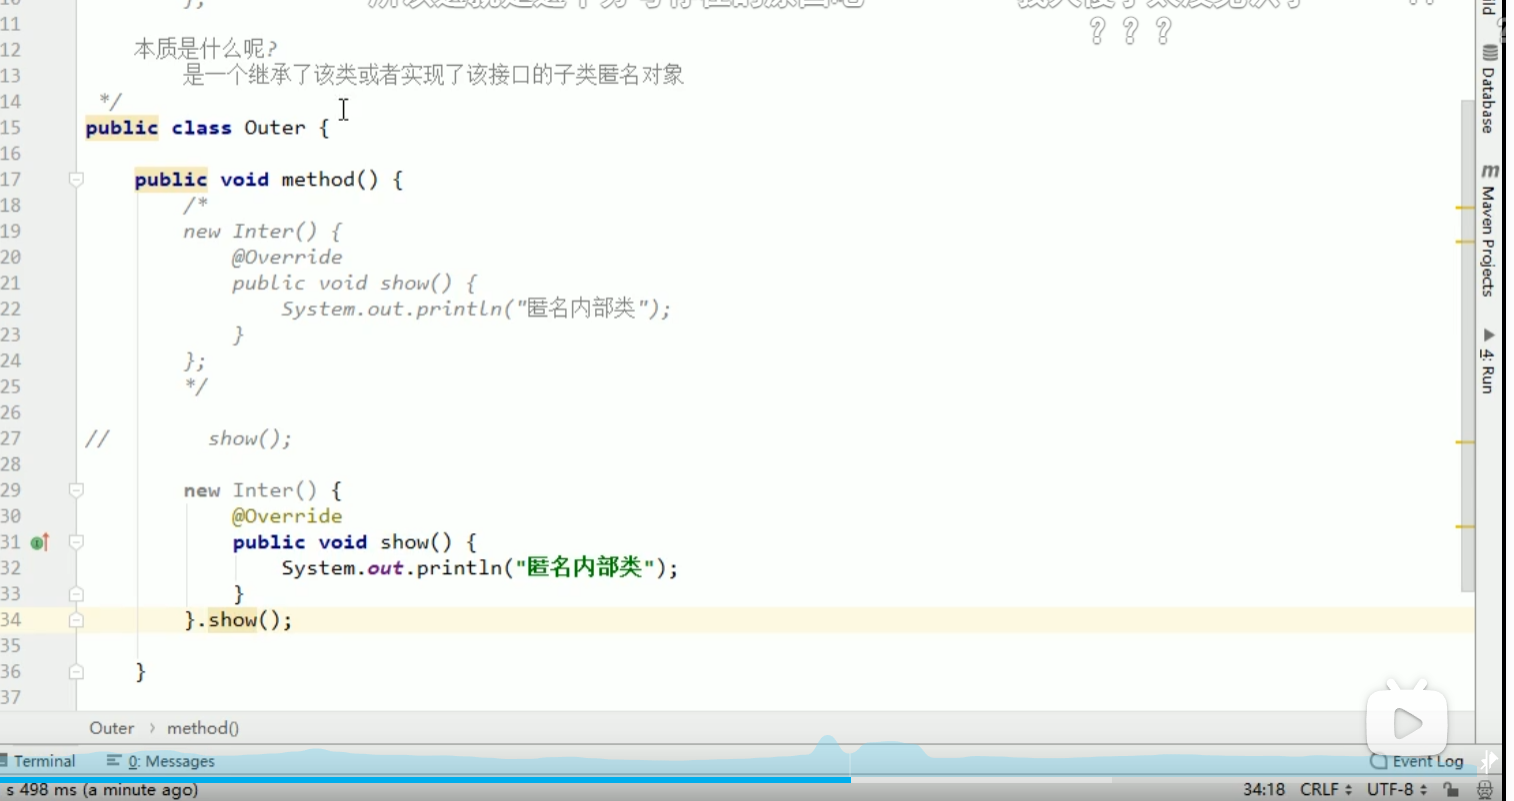 11
12 本质是什么呢?
13 是一个继承了该类或者实现了该接口的子类匿名对象
14 */
15 public class Outer {
16
17 public void method() {
18 /*
19 new Inter() {
20 @Override
21 public void show() {
22 System.out.println("匿名内部类");
23 }
24 };
25 */
26
27 // show();
28
29 new Inter() {
30 @Override
31 public void show() {
32 System.out.println("匿名内部类");
33 }
34 }.show();
35
36 }
37
? ? ?
Database
m Maven Projects
4: Run
Outer > method()
Terminal 0: Messages Event Log
s 498 ms (a minute ago) 34:18 CRLF UTF-8